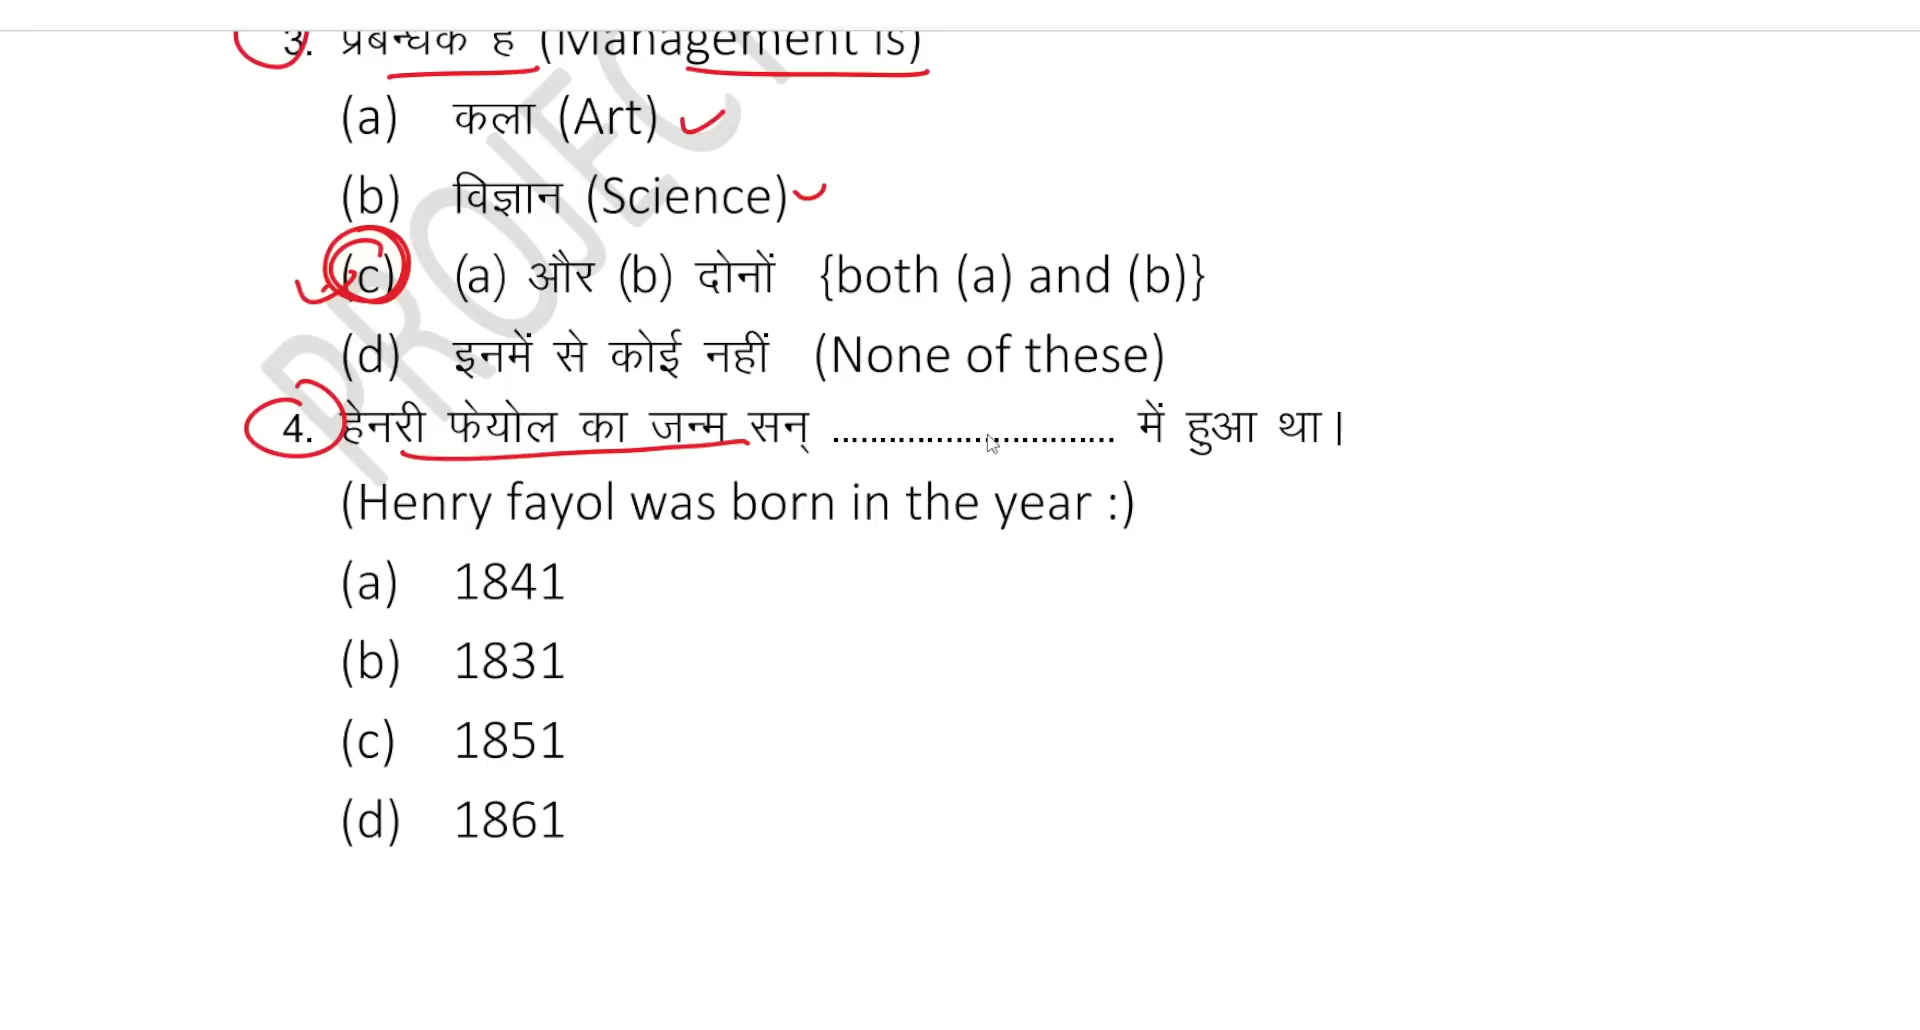 3. प्रबन्धक है (Management is)
(a) कला (Art)
(b) विज्ञान (Science)
(c) (a) और (b) दोनों {both (a) and (b)}
(d) इनमें से कोई नहीं (None of these)
4. हेनरी फेयोल का जन्म सन् .............................. में हुआ था।
(Henry fayol was born in the year :)
(a) 1841
(b) 1831
(c) 1851
(d) 1861
PROJECT